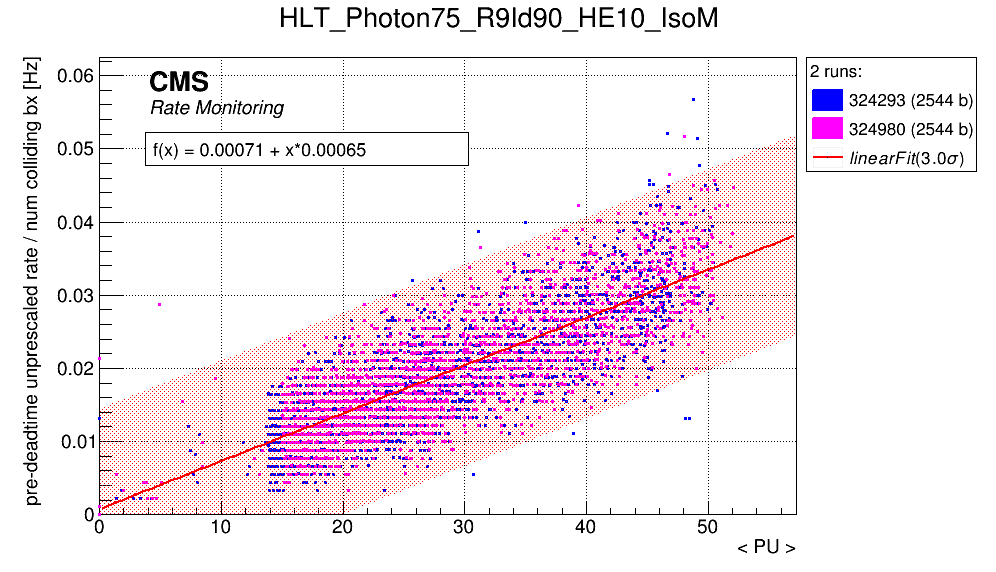 HLT_Photon75_R9Id90_HE10_IsoM
pre-deadtime unprescaled rate / num colliding bx [Hz]
CMS
Rate Monitoring
f(x) = 0.00071 + x*0.00065
2 runs:
324293 (2544 b)
324980 (2544 b)
linearFit(3.0σ)
0.06
0.05
0.04
0.03
0.02
0.01
0
0 10 20 30 40 50
< PU >